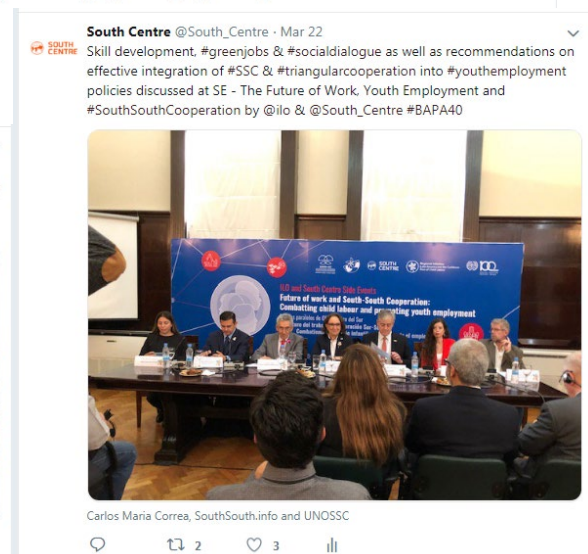 South Centre @South_Centre · Mar 22
SOUTH
CENTRE
Skill development, #greenjobs & #socialdialogue as well as recommendations on
effective integration of #SSC & #triangularcooperation into #youthemployment
policies discussed at SE - The Future of Work, Youth Employment and
#SouthSouthCooperation by @ilo & @South_Centre #BAPA40
SOUTH
CENTRE
100
ILO and South Centre Side Events
Future of work and South-South Cooperation:
Combatting child labour and promoting youth employment
Carlos Maria Correa, SouthSouth.info and UNOSSC
2
3